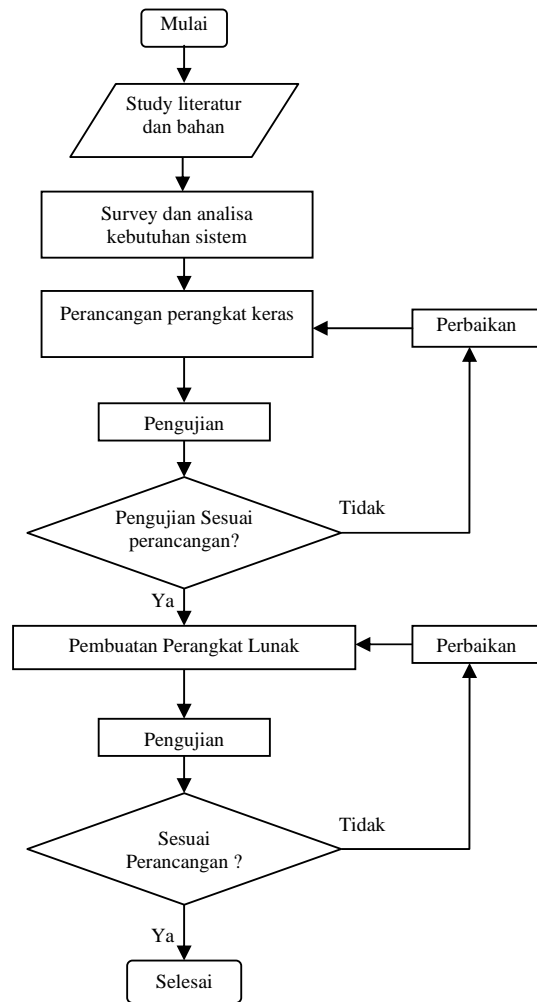 Mulai
Study literatur
dan bahan
Survey dan analisa
kebutuhan sistem
Perancangan perangkat keras
Perbaikan
Pengujian
Pengujian Sesuai
perancangan?
Tidak
Ya
Pembuatan Perangkat Lunak
Perbaikan
Pengujian
Sesuai
Perancangan ?
Tidak
Ya
Selesai